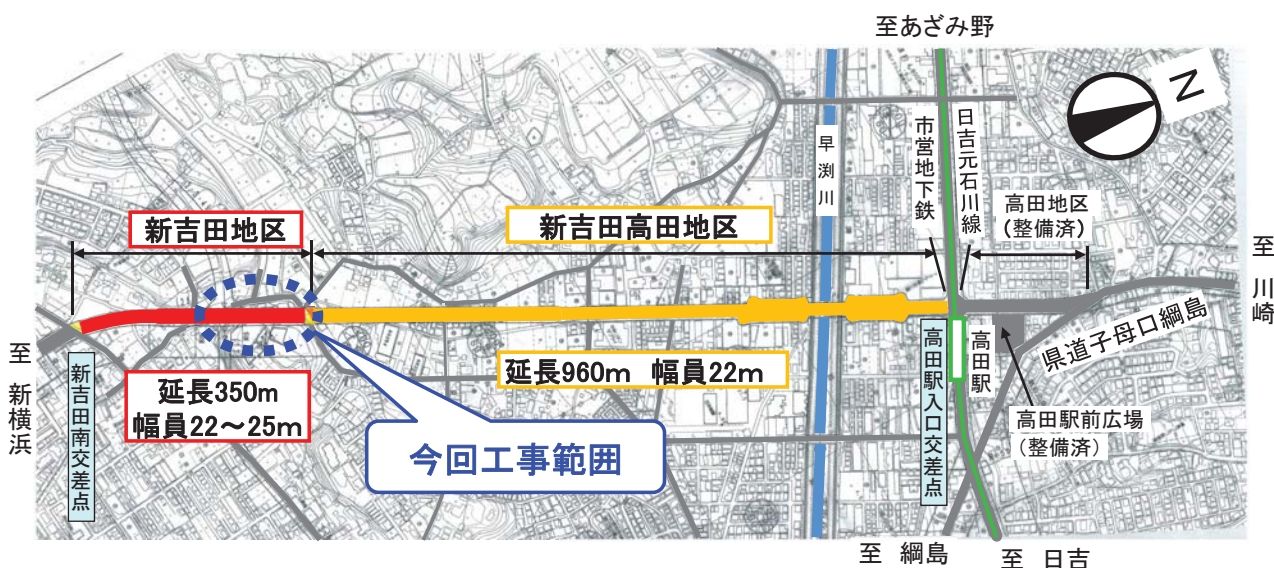 至あざみ野
N
早渕川
市営地下鉄
日吉元石川線
高田地区
(整備済)
新吉田地区
新吉田高田地区
至 川崎
県道子母口綱島
至 新横浜
新吉田南交差点
延長350m
幅員22～25m
延長960m 幅員22m
今回工事範囲
高田駅入口交差点
高田駅
高田駅前広場
(整備済)
至 綱島
至 日吉